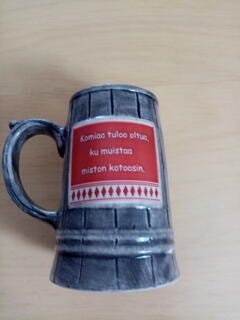 Komiaa tuloo oltua,
ku muistaa
miston kotoosin.